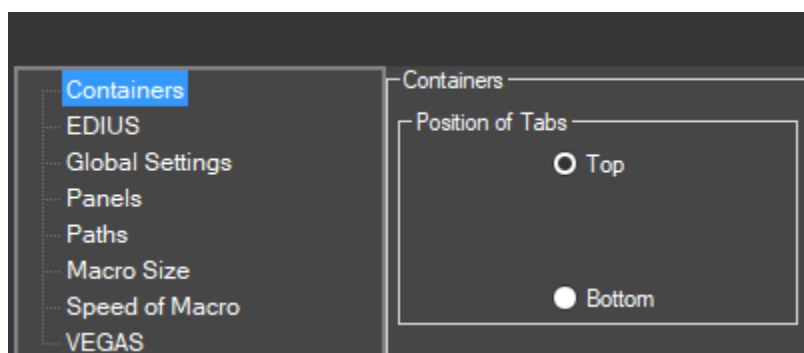 Containers
EDIUS
Global Settings
Panels
Paths
Macro Size
Speed of Macro
VEGAS
Containers
Position of Tabs
Top
Bottom